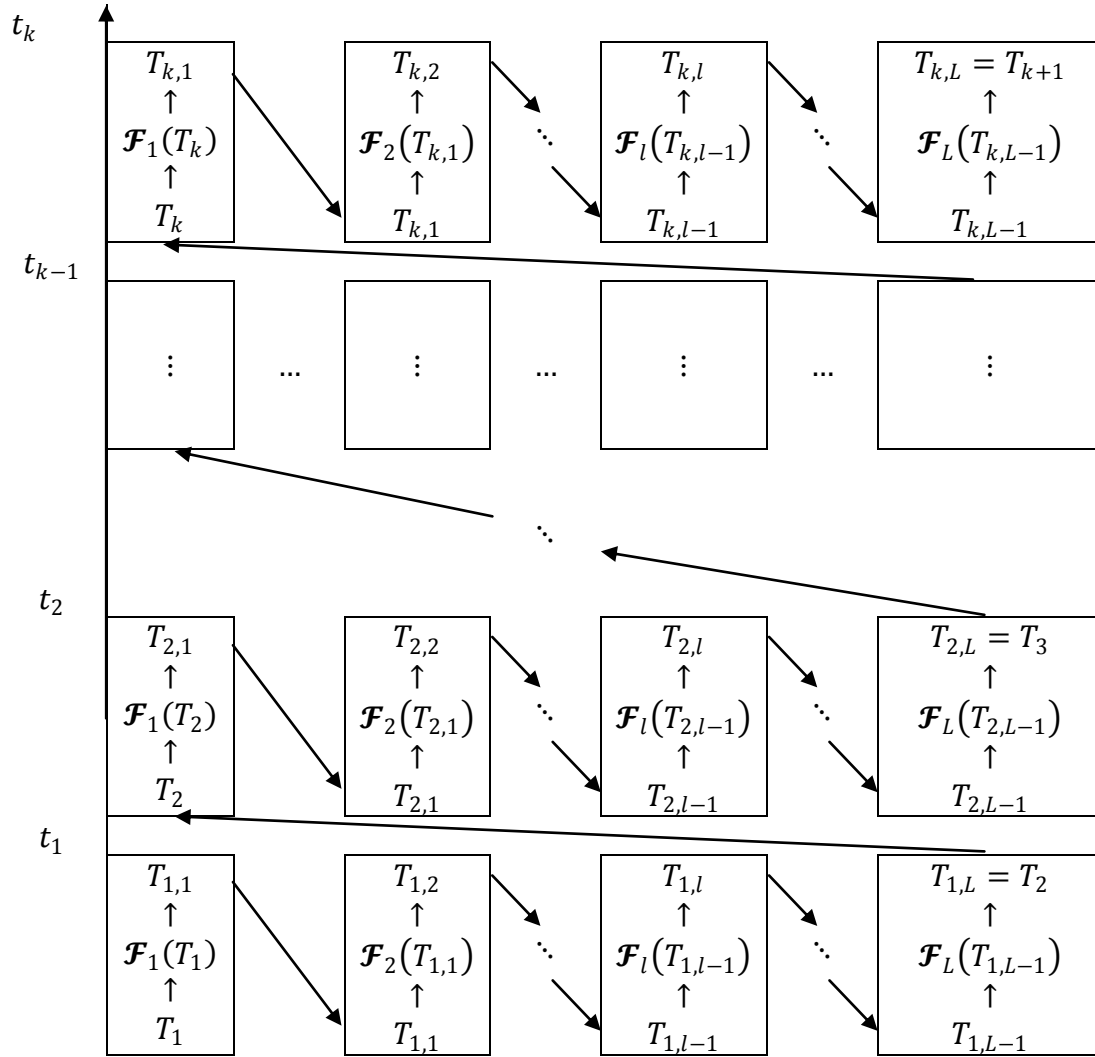 t_k
T_{k,1} T_{k,2} T_{k,l} T_{k,L} = T_{k+1}
↑ ↑ ⋱ ↑ ⋱ ↑
𝓕_1(T_k) 𝓕_2(T_{k,1}) 𝓕_l(T_{k,l−1}) 𝓕_L(T_{k,L−1})
↑ ↑ ↑ ↑
T_k T_{k,1} T_{k,l−1} T_{k,L−1}
t_{k−1}
⋮ … ⋮ … ⋮ … ⋮
⋱
t_2
T_{2,1} T_{2,2} T_{2,l} T_{2,L} = T_3
↑ ↑ ⋱ ↑ ⋱ ↑
𝓕_1(T_2) 𝓕_2(T_{2,1}) 𝓕_l(T_{2,l−1}) 𝓕_L(T_{2,L−1})
↑ ↑ ↑ ↑
T_2 T_{2,1} T_{2,l−1} T_{2,L−1}
t_1
T_{1,1} T_{1,2} T_{1,l} T_{1,L} = T_2
↑ ↑ ⋱ ↑ ⋱ ↑
𝓕_1(T_1) 𝓕_2(T_{1,1}) 𝓕_l(T_{1,l−1}) 𝓕_L(T_{1,L−1})
↑ ↑ ↑ ↑
T_1 T_{1,1} T_{1,l−1} T_{1,L−1}